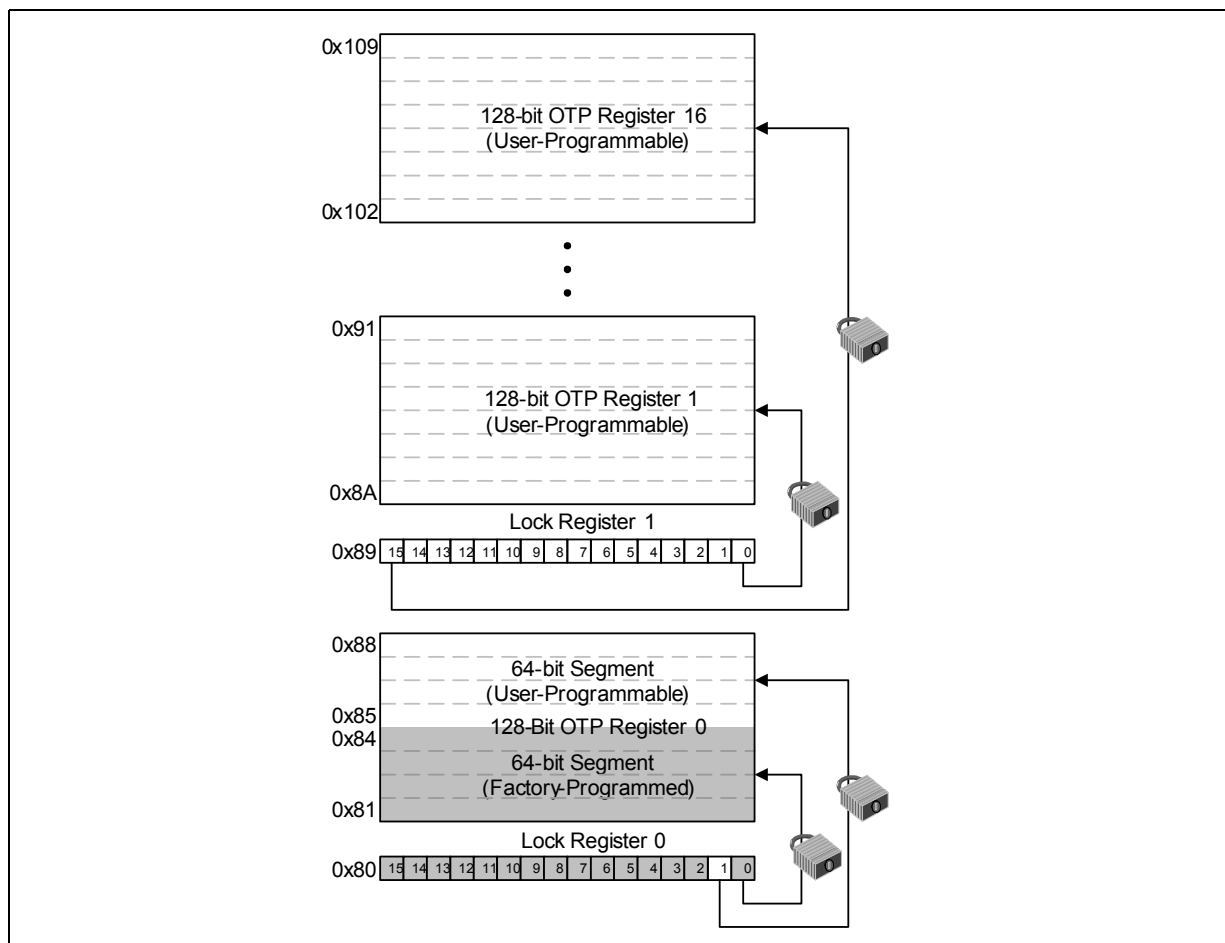 0x109
128-bit OTP Register 16
(User-Programmable)
0x102
0x91
128-bit OTP Register 1
(User-Programmable)
0x8A
Lock Register 1
0x89 15 14 13 12 11 10 9 8 7 6 5 4 3 2 1 0
0x88
64-bit Segment
(User-Programmable)
0x85
128-Bit OTP Register 0
0x84
64-bit Segment
(Factory-Programmed)
0x81
Lock Register 0
0x80 15 14 13 12 11 10 9 8 7 6 5 4 3 2 1 0